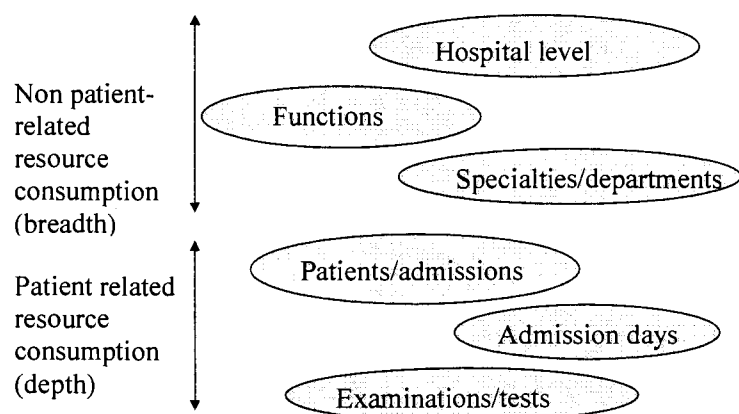 Hospital level
Non patient-
related
resource
consumption
(breadth)
Functions
Specialties/departments
Patient related
resource
consumption
(depth)
Patients/admissions
Admission days
Examinations/tests